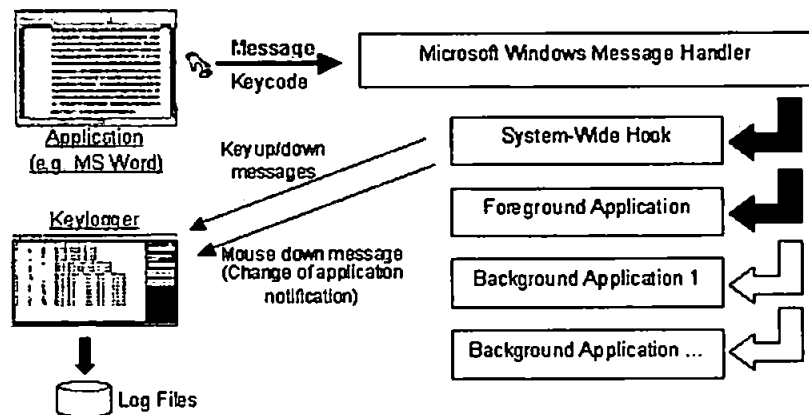 Message
Keycode
Microsoft Windows Message Handler
Application
(e.g. MS Word)
Key up/down
messages
System-Wide Hook
Keylogger
Foreground Application
Mouse down message
(Change of application
notification)
Background Application 1
Background Application ...
Log Files